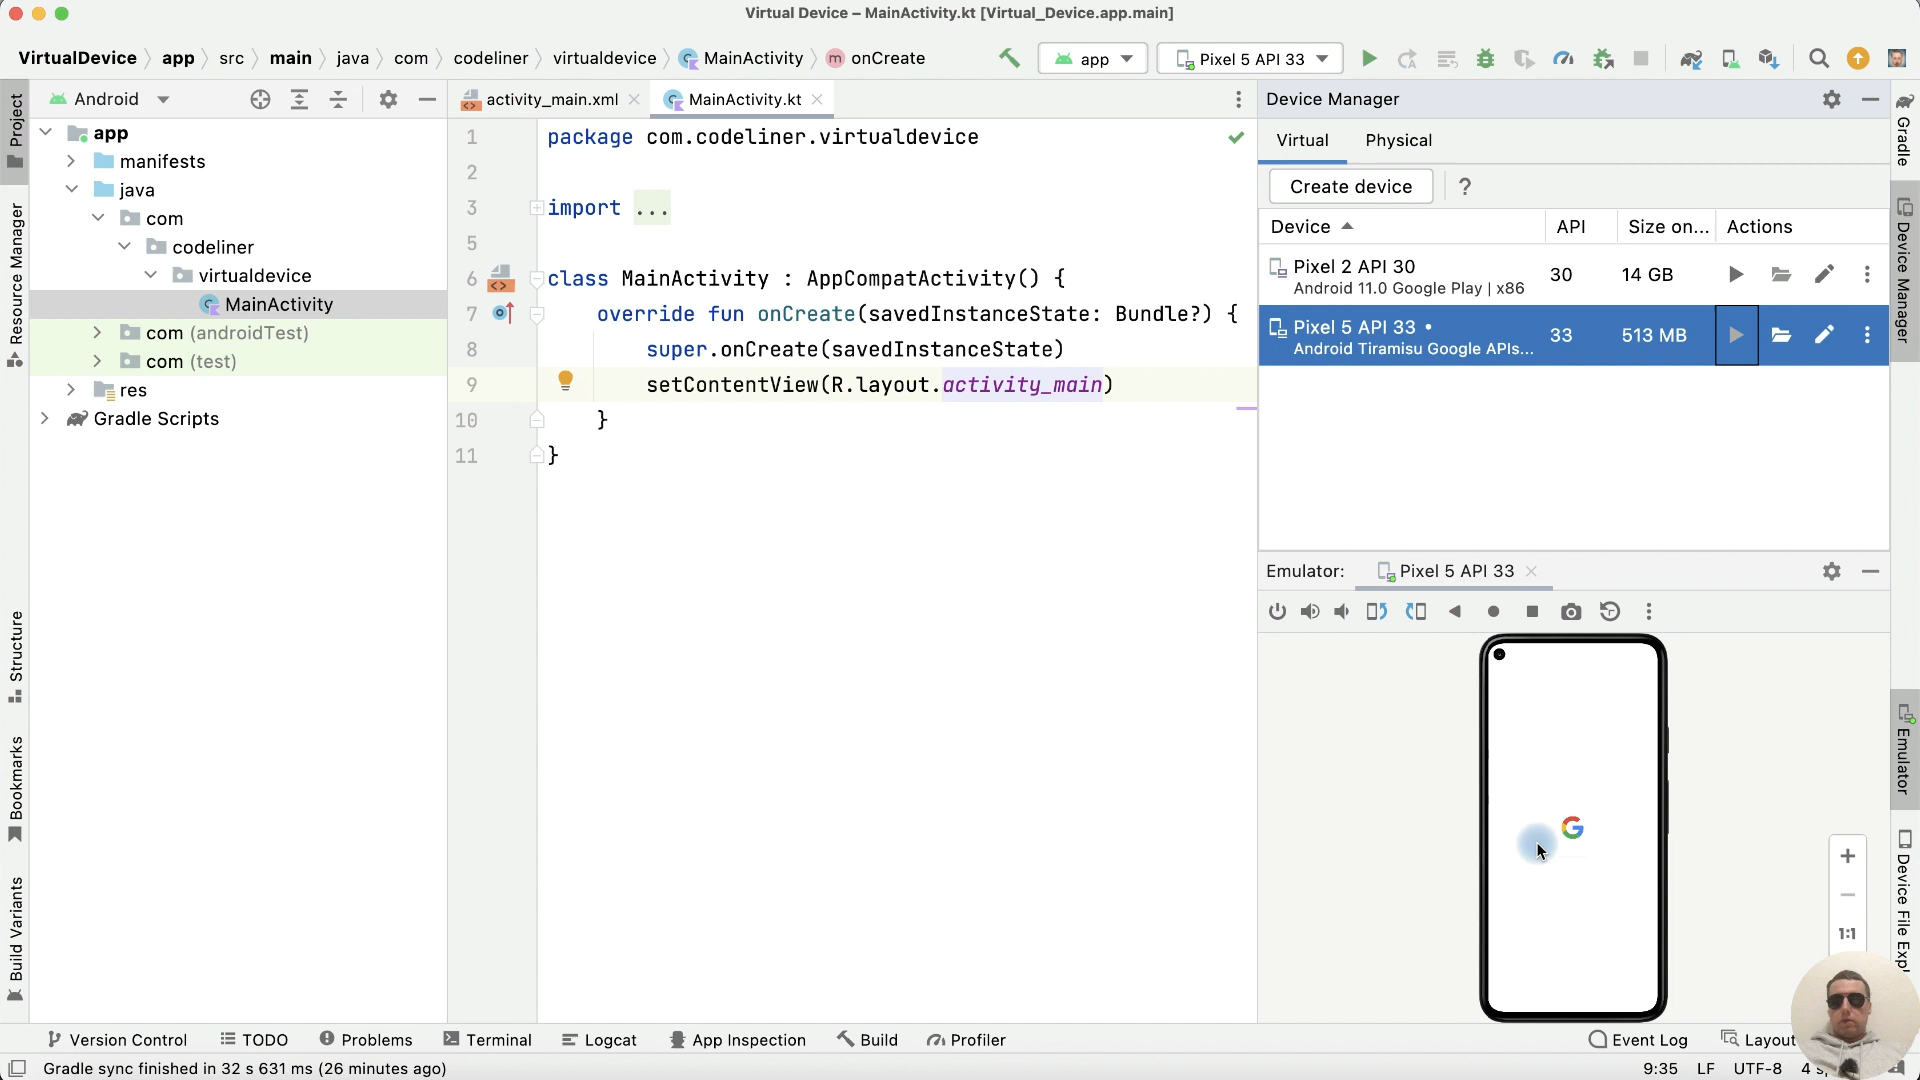 Virtual Device – MainActivity.kt [Virtual_Device.app.main]
VirtualDevice app src main java com codeliner virtualdevice MainActivity onCreate
app
Pixel 5 API 33
Project
Resource Manager
Structure
Bookmarks
Build Variants
Android
app
manifests
java
com
codeliner
virtualdevice
MainActivity
com (androidTest)
com (test)
res
Gradle Scripts
activity_main.xml
MainActivity.kt
1 package com.codeliner.virtualdevice
2
3 import ...
5
6 class MainActivity : AppCompatActivity() {
7 override fun onCreate(savedInstanceState: Bundle?) {
8 super.onCreate(savedInstanceState)
9 setContentView(R.layout.activity_main)
10 }
11 }
Device Manager
Virtual Physical
Create device ?
Device API Size on... Actions
Pixel 2 API 30
Android 11.0 Google Play | x86
30 14 GB
Pixel 5 API 33 •
Android Tiramisu Google APIs...
33 513 MB
Emulator: Pixel 5 API 33
G
1:1
Gradle
Device Manager
Emulator
Device File Expl
Version Control TODO Problems Terminal Logcat App Inspection Build Profiler
Event Log Layout
Gradle sync finished in 32 s 631 ms (26 minutes ago)
9:35 LF UTF-8 4